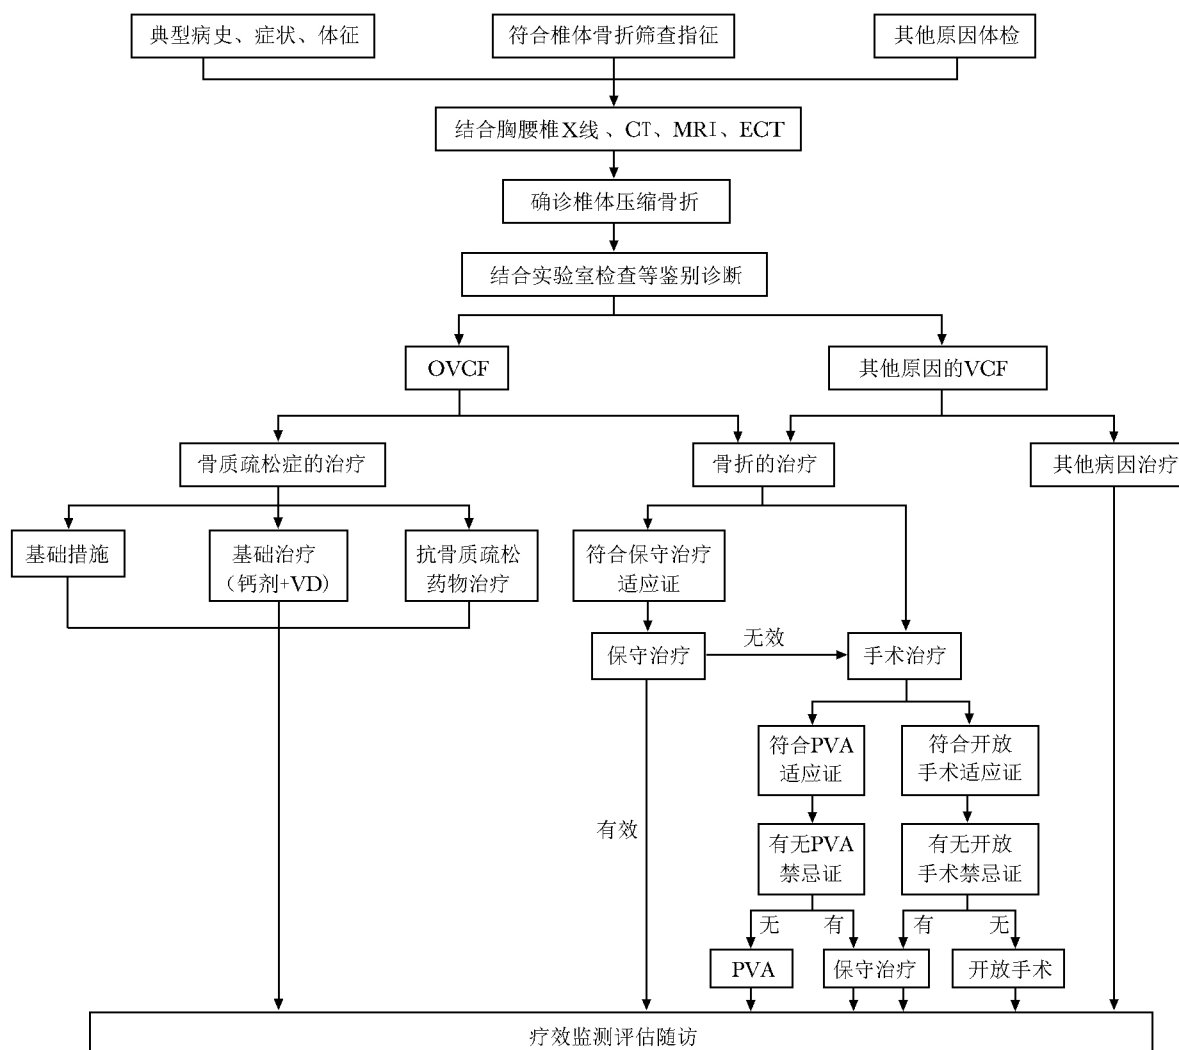 典型病史、症状、体征
符合椎体骨折筛查指征
其他原因体检
结合胸腰椎X线、CT、MRI、ECT
确诊椎体压缩骨折
结合实验室检查等鉴别诊断
OVCF
其他原因的VCF
骨质疏松症的治疗
骨折的治疗
其他病因治疗
基础措施
基础治疗
（钙剂+VD）
抗骨质疏松
药物治疗
符合保守治疗
适应证
保守治疗
无效
手术治疗
符合PVA
适应证
符合开放
手术适应证
有效
有无PVA
禁忌证
有无开放
手术禁忌证
无
有
有
无
PVA
保守治疗
开放手术
疗效监测评估随访